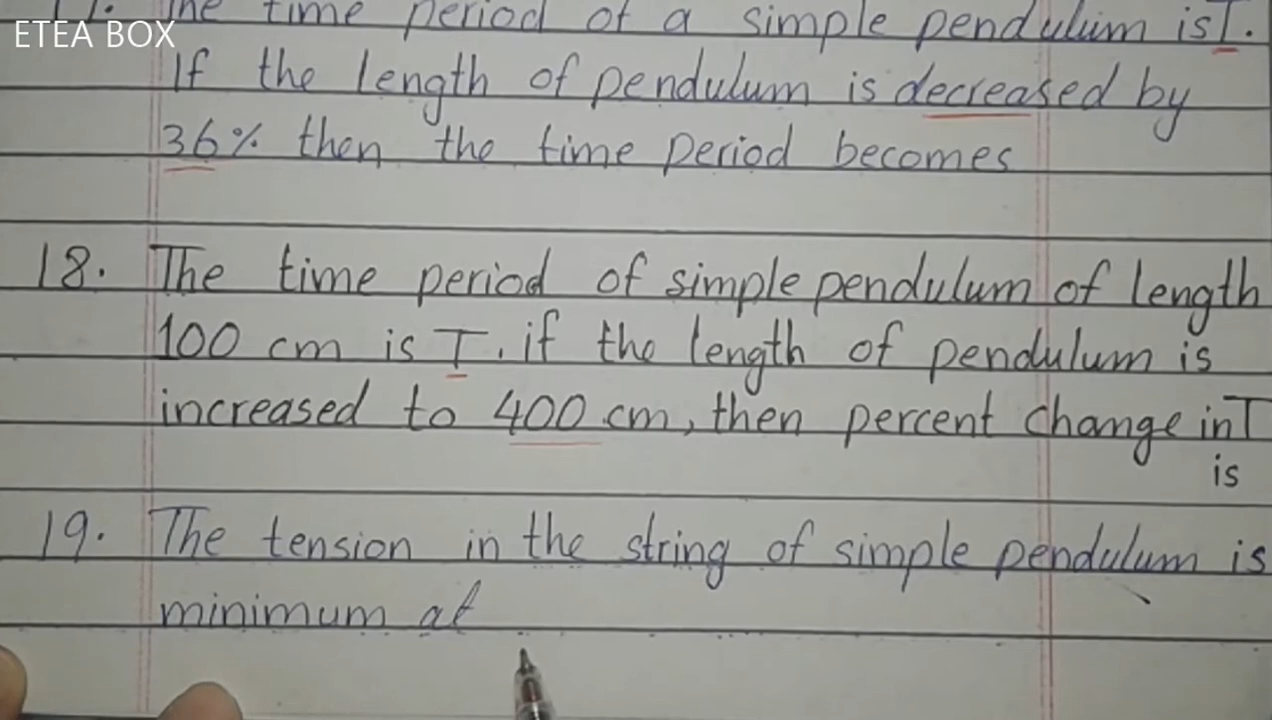 ETEA BOX
17. The time period of a simple pendulum is T.
If the length of pendulum is decreased by
36% then the time period becomes
18. The time period of simple pendulum of length
100 cm is T. if the length of pendulum is
increased to 400 cm, then percent change in T
is
19. The tension in the string of simple pendulum is
minimum at